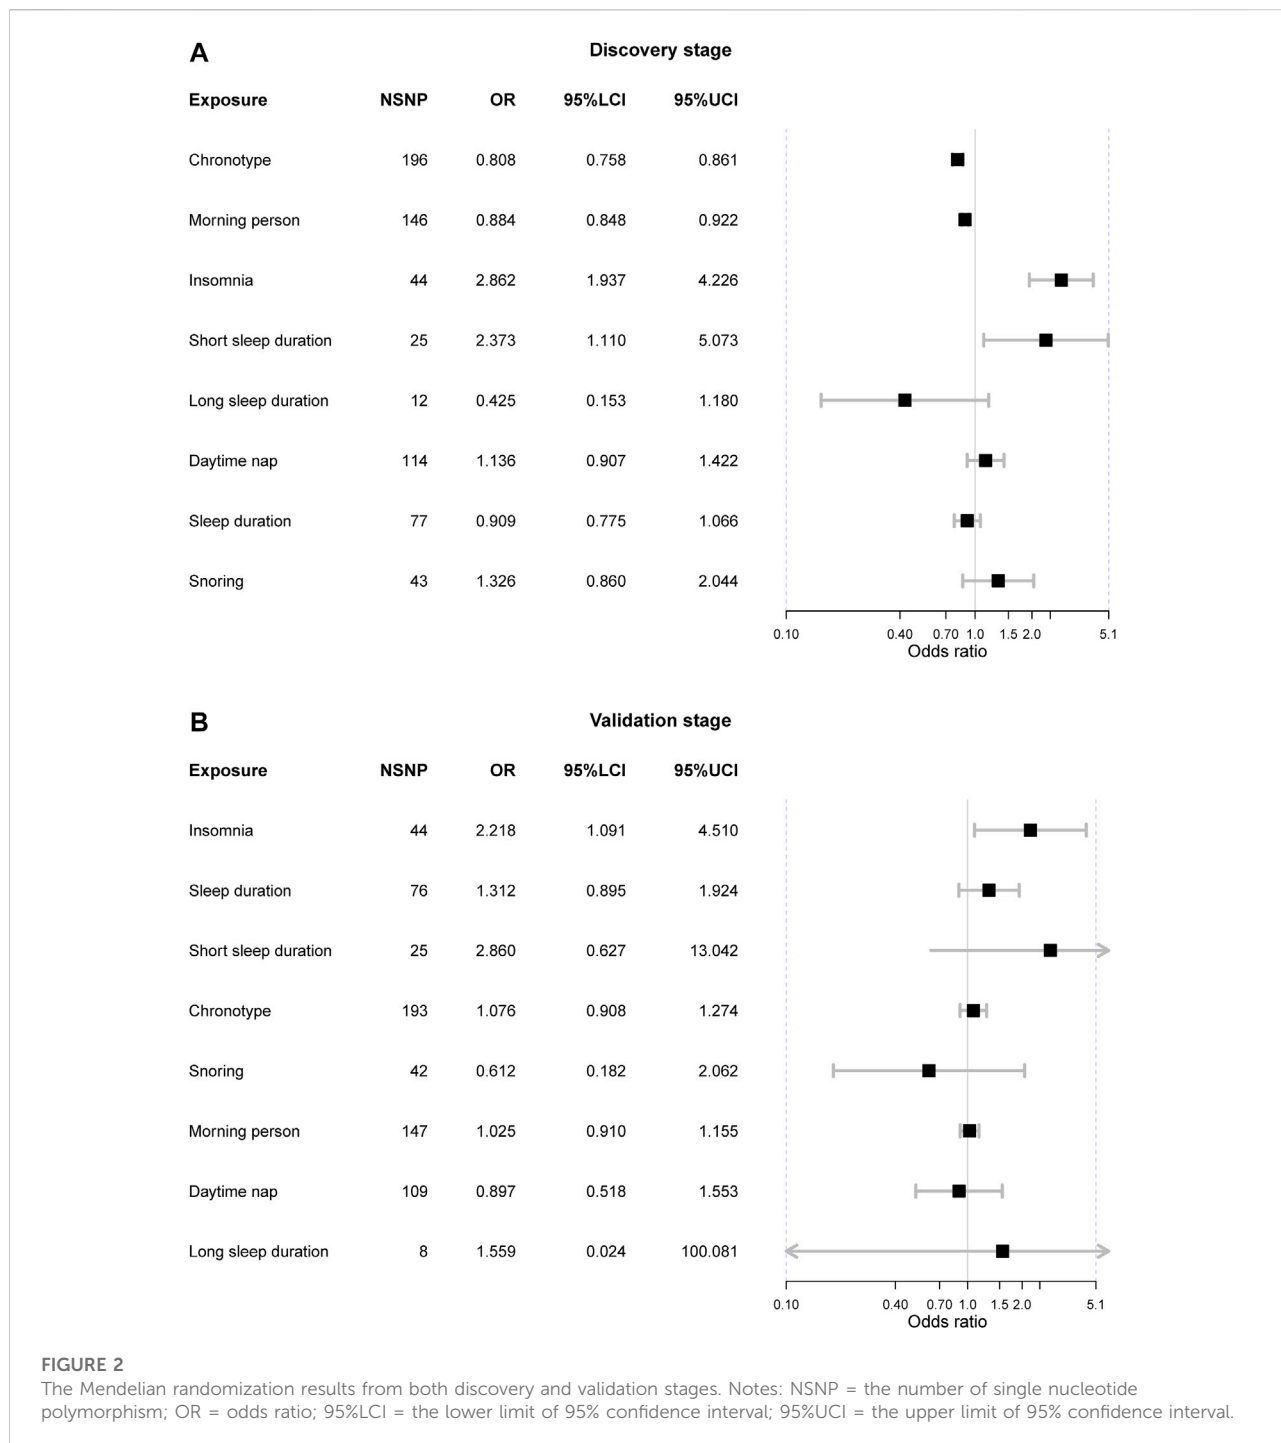 A Discovery stage
Exposure NSNP OR 95%LCI 95%UCI
Chronotype 196 0.808 0.758 0.861
Morning person 146 0.884 0.848 0.922
Insomnia 44 2.862 1.937 4.226
Short sleep duration 25 2.373 1.110 5.073
Long sleep duration 12 0.425 0.153 1.180
Daytime nap 114 1.136 0.907 1.422
Sleep duration 77 0.909 0.775 1.066
Snoring 43 1.326 0.860 2.044
0.10 0.40 0.70 1.0 1.5 2.0 5.1
Odds ratio
B Validation stage
Exposure NSNP OR 95%LCI 95%UCI
Insomnia 44 2.218 1.091 4.510
Sleep duration 76 1.312 0.895 1.924
Short sleep duration 25 2.860 0.627 13.042
Chronotype 193 1.076 0.908 1.274
Snoring 42 0.612 0.182 2.062
Morning person 147 1.025 0.910 1.155
Daytime nap 109 0.897 0.518 1.553
Long sleep duration 8 1.559 0.024 100.081
0.10 0.40 0.70 1.0 1.5 2.0 5.1
Odds ratio
FIGURE 2
The Mendelian randomization results from both discovery and validation stages. Notes: NSNP = the number of single nucleotide
polymorphism; OR = odds ratio; 95%LCI = the lower limit of 95% confidence interval; 95%UCI = the upper limit of 95% confidence interval.